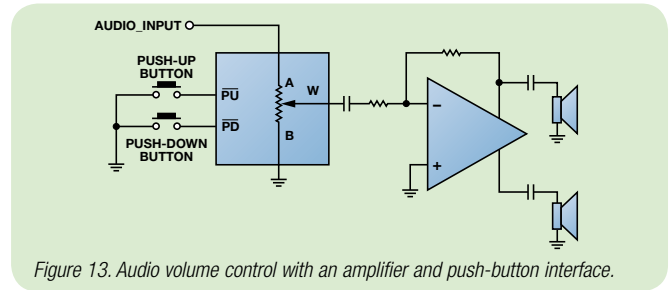 AUDIO_INPUT
PUSH-UP
BUTTON
PU
PD
PUSH-DOWN
BUTTON
A
W
B
–
+
Figure 13. Audio volume control with an amplifier and push-button interface.